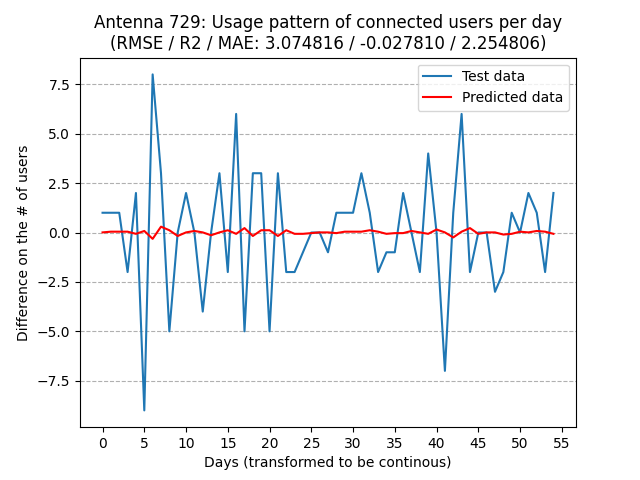 Antenna 729: Usage pattern of connected users per day
(RMSE / R2 / MAE: 3.074816 / -0.027810 / 2.254806)
Test data
Predicted data
Difference on the # of users
7.5
5.0
2.5
0.0
−2.5
−5.0
−7.5
0 5 10 15 20 25 30 35 40 45 50 55
Days (transformed to be continous)